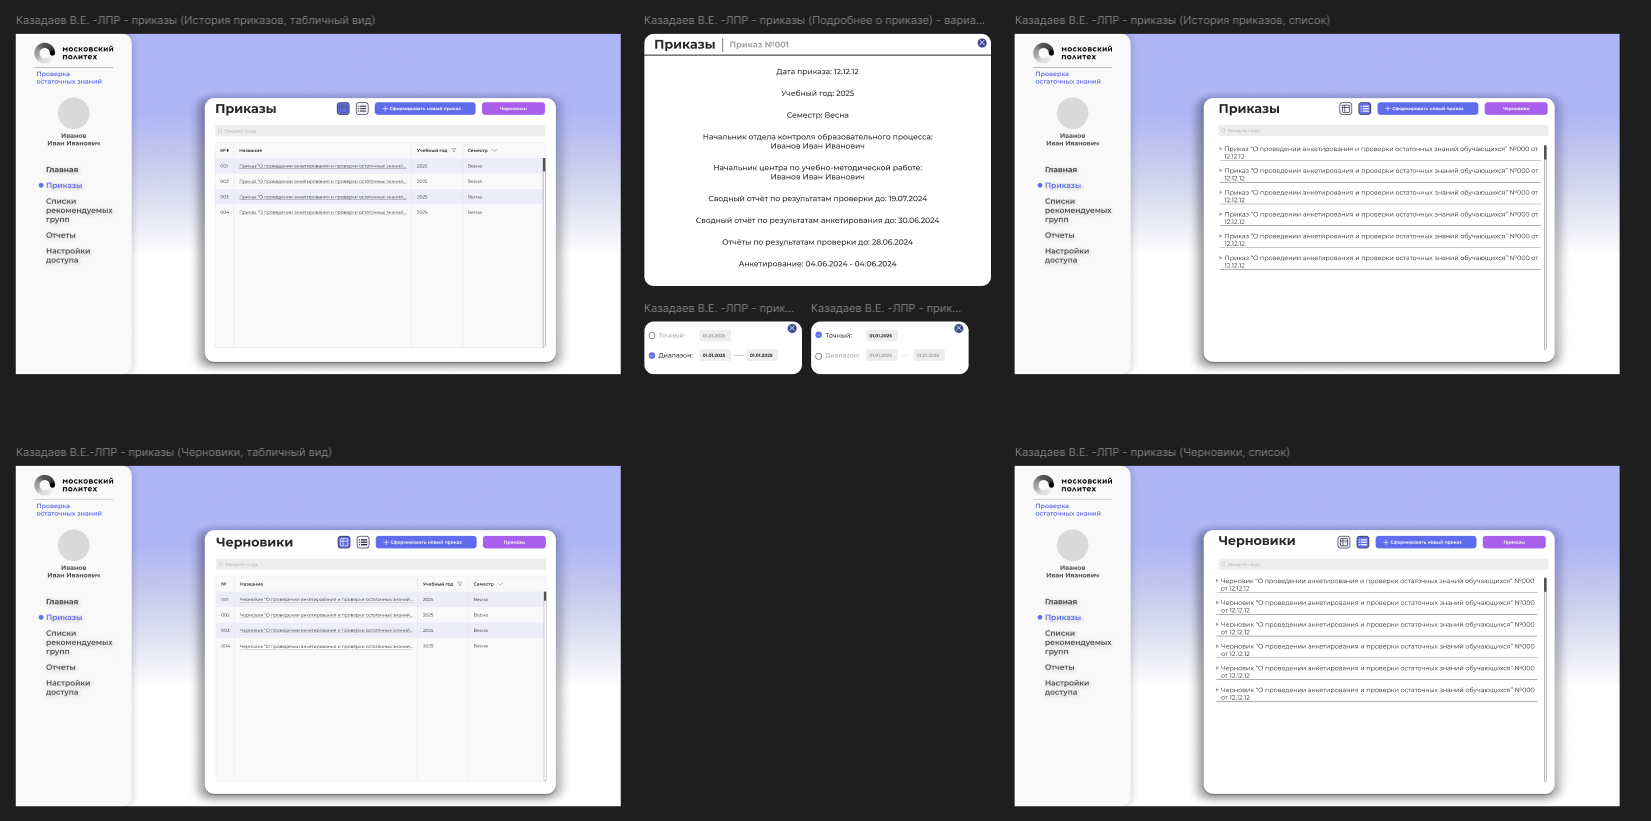 Казадаев В.Е. -ЛПР - приказы (История приказов, табличный вид)
московский
политех
Проверка
остаточных знаний
Иванов
Иван Иванович
Главная
Приказы
Списки
рекомендуемых
групп
Отчеты
Настройки
доступа
Приказы
+ Сформировать новый приказ
Черновики
Введите сюда
№ Название Учебный год Семестр
001 Приказ "О проведении анкетирования и проверки остаточных знаний... 2025 Весна
002 Приказ "О проведении анкетирования и проверки остаточных знаний... 2025 Весна
003 Приказ "О проведении анкетирования и проверки остаточных знаний... 2025 Весна
004 Приказ "О проведении анкетирования и проверки остаточных знаний... 2025 Весна
Казадаев В.Е. -ЛПР - приказы (Подробнее о приказе) - вариа...
Приказы | Приказ №001
Дата приказа: 12.12.12
Учебный год: 2025
Семестр: Весна
Начальник отдела контроля образовательного процесса:
Иванов Иван Иванович
Начальник центра по учебно-методической работе:
Иванов Иван Иванович
Сводный отчёт по результатам проверки до: 19.07.2024
Сводный отчёт по результатам анкетирования до: 30.06.2024
Отчёты по результатам проверки до: 28.06.2024
Анкетирование: 04.06.2024 - 04.06.2024
Казадаев В.Е. -ЛПР - прик...
Точный: 01.01.2025
Диапазон: 01.01.2025 — 01.01.2025
Казадаев В.Е. -ЛПР - прик...
Точный: 01.01.2025
Диапазон: 01.01.2025 — 01.01.2025
Казадаев В.Е. -ЛПР - приказы (История приказов, список)
московский
политех
Проверка
остаточных знаний
Иванов
Иван Иванович
Главная
Приказы
Списки
рекомендуемых
групп
Отчеты
Настройки
доступа
Приказы
+ Сформировать новый приказ
Черновики
Введите сюда
Приказ "О проведении анкетирования и проверки остаточных знаний обучающихся" №000 от
12.12.12
Приказ "О проведении анкетирования и проверки остаточных знаний обучающихся" №000 от
12.12.12
Приказ "О проведении анкетирования и проверки остаточных знаний обучающихся" №000 от
12.12.12
Приказ "О проведении анкетирования и проверки остаточных знаний обучающихся" №000 от
12.12.12
Приказ "О проведении анкетирования и проверки остаточных знаний обучающихся" №000 от
12.12.12
Приказ "О проведении анкетирования и проверки остаточных знаний обучающихся" №000 от
12.12.12
Казадаев В.Е.-ЛПР - приказы (Черновики, табличный вид)
московский
политех
Проверка
остаточных знаний
Иванов
Иван Иванович
Главная
Приказы
Списки
рекомендуемых
групп
Отчеты
Настройки
доступа
Черновики
+ Сформировать новый приказ
Приказы
Введите сюда
№ Название Учебный год Семестр
001 Черновик "О проведении анкетирования и проверки остаточных знаний... 2025 Весна
002 Черновик "О проведении анкетирования и проверки остаточных знаний... 2025 Весна
003 Черновик "О проведении анкетирования и проверки остаточных знаний... 2025 Весна
004 Черновик "О проведении анкетирования и проверки остаточных знаний... 2025 Весна
Казадаев В.Е. -ЛПР - приказы (Черновики, список)
московский
политех
Проверка
остаточных знаний
Иванов
Иван Иванович
Главная
Приказы
Списки
рекомендуемых
групп
Отчеты
Настройки
доступа
Черновики
+ Сформировать новый приказ
Приказы
Введите сюда
Черновик "О проведении анкетирования и проверки остаточных знаний обучающихся" №000
от 12.12.12
Черновик "О проведении анкетирования и проверки остаточных знаний обучающихся" №000
от 12.12.12
Черновик "О проведении анкетирования и проверки остаточных знаний обучающихся" №000
от 12.12.12
Черновик "О проведении анкетирования и проверки остаточных знаний обучающихся" №000
от 12.12.12
Черновик "О проведении анкетирования и проверки остаточных знаний обучающихся" №000
от 12.12.12
Черновик "О проведении анкетирования и проверки остаточных знаний обучающихся" №000
от 12.12.12